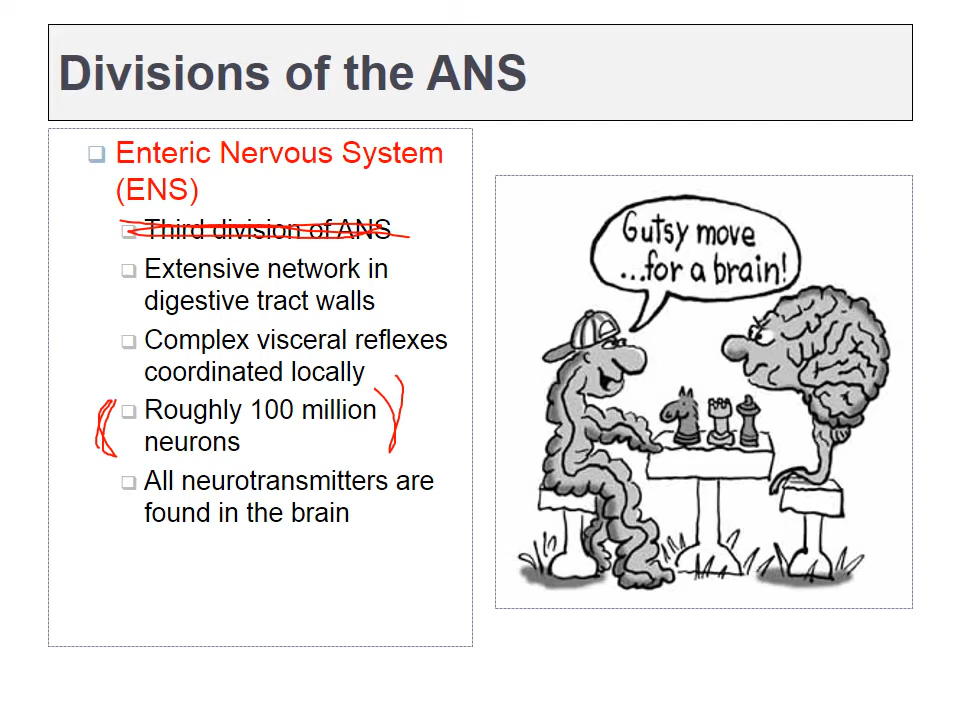 Divisions of the ANS
Enteric Nervous System
(ENS)
Third division of ANS
Extensive network in
digestive tract walls
Complex visceral reflexes
coordinated locally
Roughly 100 million
neurons
All neurotransmitters are
found in the brain
Gutsy move
...for a brain!